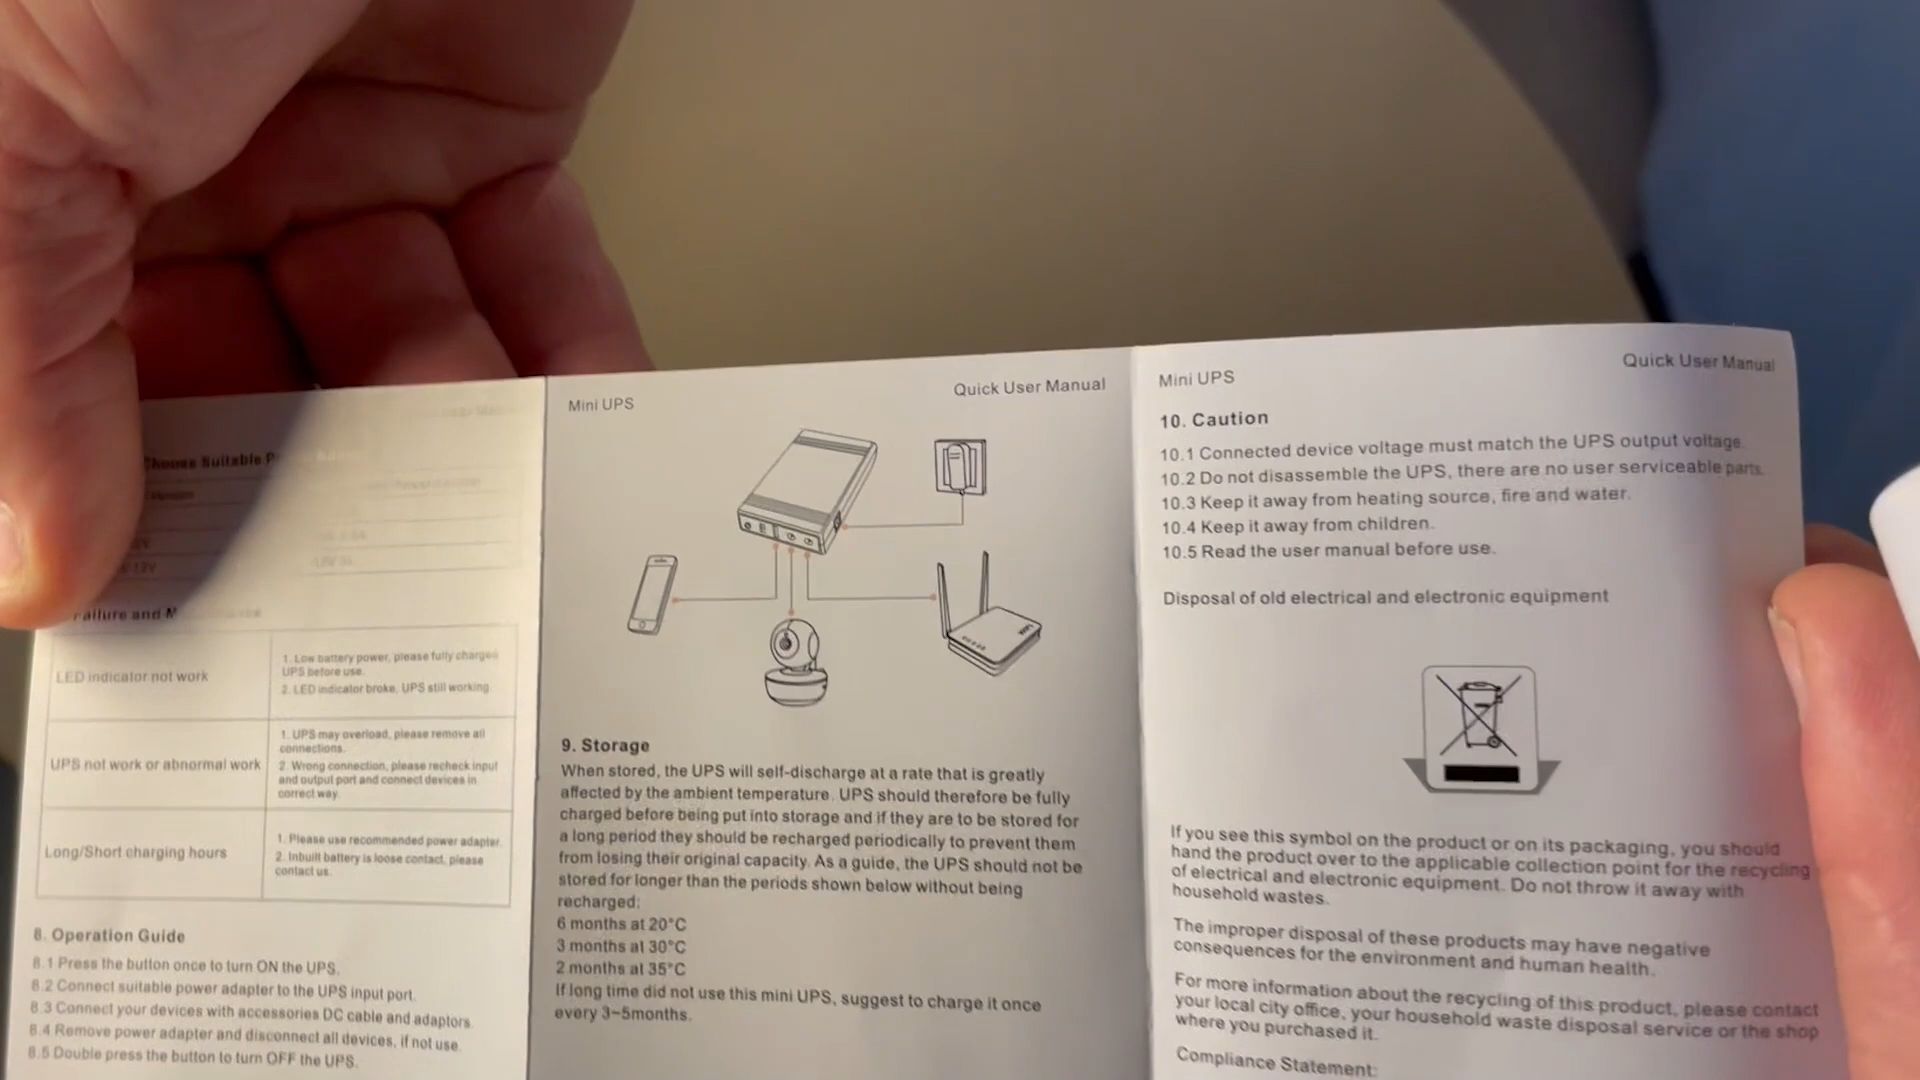 Choose Suitable P
12V
Failure and M
LED indicator not work
1. Low battery power, please fully charged
UPS before use.
2. LED indicator broke, UPS still working.
UPS not work or abnormal work
1. UPS may overload, please remove all
connections.
2. Wrong connection, please recheck input
and output port and connect devices in
correct way.
Long/Short charging hours
1. Please use recommended power adapter.
2. Inbuilt battery is loose contact, please
contact us.
8. Operation Guide
8.1 Press the button once to turn ON the UPS.
8.2 Connect suitable power adapter to the UPS input port.
8.3 Connect your devices with accessories DC cable and adaptors.
8.4 Remove power adapter and disconnect all devices, if not use.
8.5 Double press the button to turn OFF the UPS.
Mini UPS
Quick User Manual
9. Storage
When stored, the UPS will self-discharge at a rate that is greatly
affected by the ambient temperature. UPS should therefore be fully
charged before being put into storage and if they are to be stored for
a long period they should be recharged periodically to prevent them
from losing their original capacity. As a guide, the UPS should not be
stored for longer than the periods shown below without being
recharged:
6 months at 20°C
3 months at 30°C
2 months at 35°C
If long time did not use this mini UPS, suggest to charge it once
every 3~5months.
Mini UPS
Quick User Manual
10. Caution
10.1 Connected device voltage must match the UPS output voltage.
10.2 Do not disassemble the UPS, there are no user serviceable parts.
10.3 Keep it away from heating source, fire and water.
10.4 Keep it away from children.
10.5 Read the user manual before use.
Disposal of old electrical and electronic equipment
If you see this symbol on the product or on its packaging, you should
hand the product over to the applicable collection point for the recycling
of electrical and electronic equipment. Do not throw it away with
household wastes.
The improper disposal of these products may have negative
consequences for the environment and human health.
For more information about the recycling of this product, please contact
your local city office, your household waste disposal service or the shop
where you purchased it.
Compliance Statement: